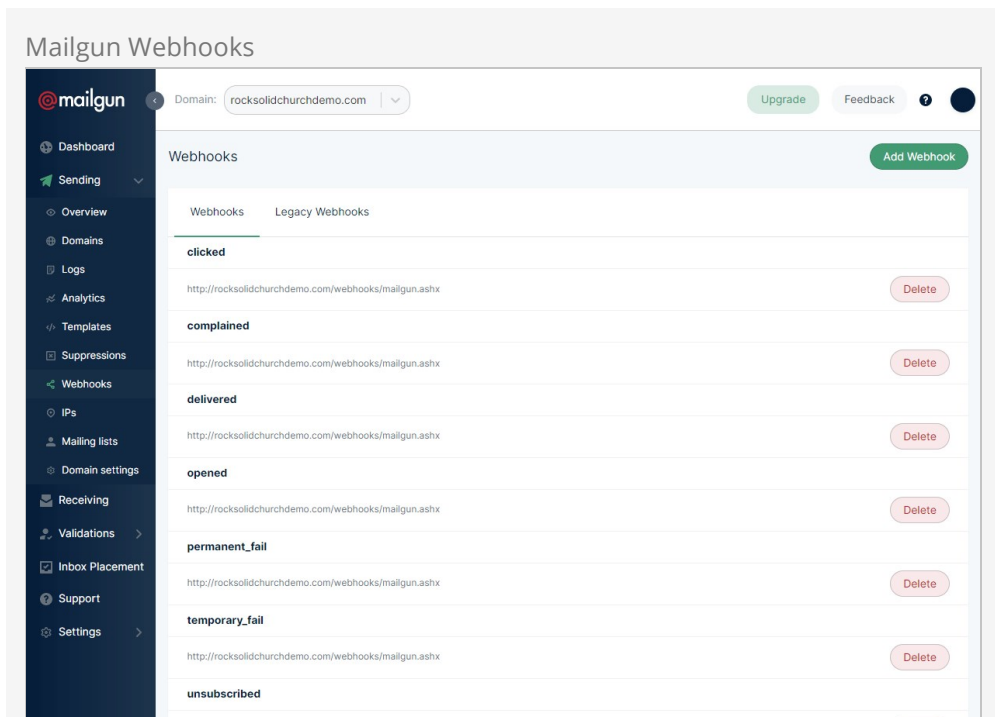 Mailgun Webhooks
@mailgun
Domain: rocksolidchurchdemo.com
Upgrade
Feedback
?
Dashboard
Sending
Overview
Domains
Logs
Analytics
Templates
Suppressions
Webhooks
IPs
Mailing lists
Domain settings
Receiving
Validations
Inbox Placement
Support
Settings
Webhooks
Add Webhook
Webhooks Legacy Webhooks
clicked
http://rocksolidchurchdemo.com/webhooks/mailgun.ashx Delete
complained
http://rocksolidchurchdemo.com/webhooks/mailgun.ashx Delete
delivered
http://rocksolidchurchdemo.com/webhooks/mailgun.ashx Delete
opened
http://rocksolidchurchdemo.com/webhooks/mailgun.ashx Delete
permanent_fail
http://rocksolidchurchdemo.com/webhooks/mailgun.ashx Delete
temporary_fail
http://rocksolidchurchdemo.com/webhooks/mailgun.ashx Delete
unsubscribed